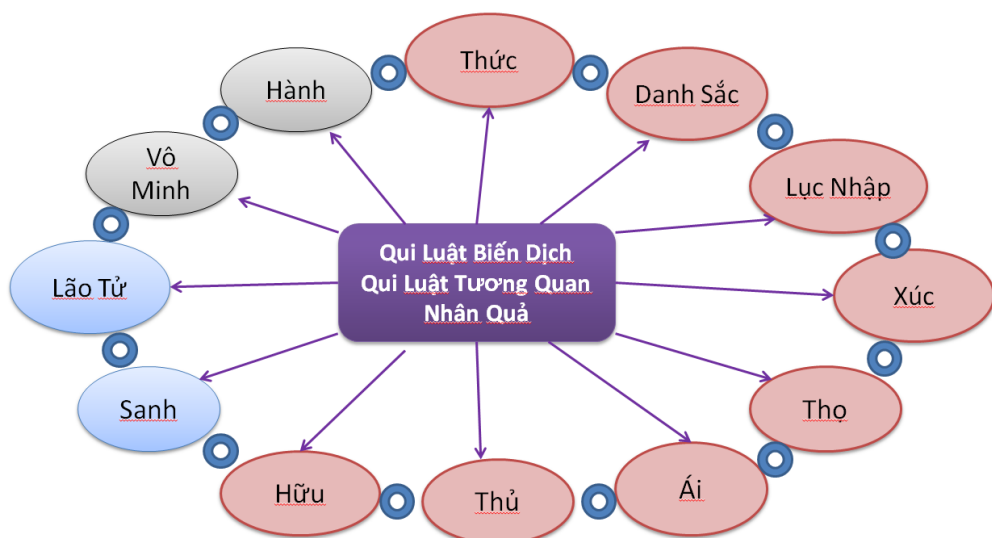 Thức
Danh Sắc
Lục Nhập
Xúc
Thọ
Ái
Thủ
Hữu
Sanh
Lão Tử
Vô
Minh
Hành
Qui Luật Biến Dịch
Qui Luật Tương Quan
Nhân Quả